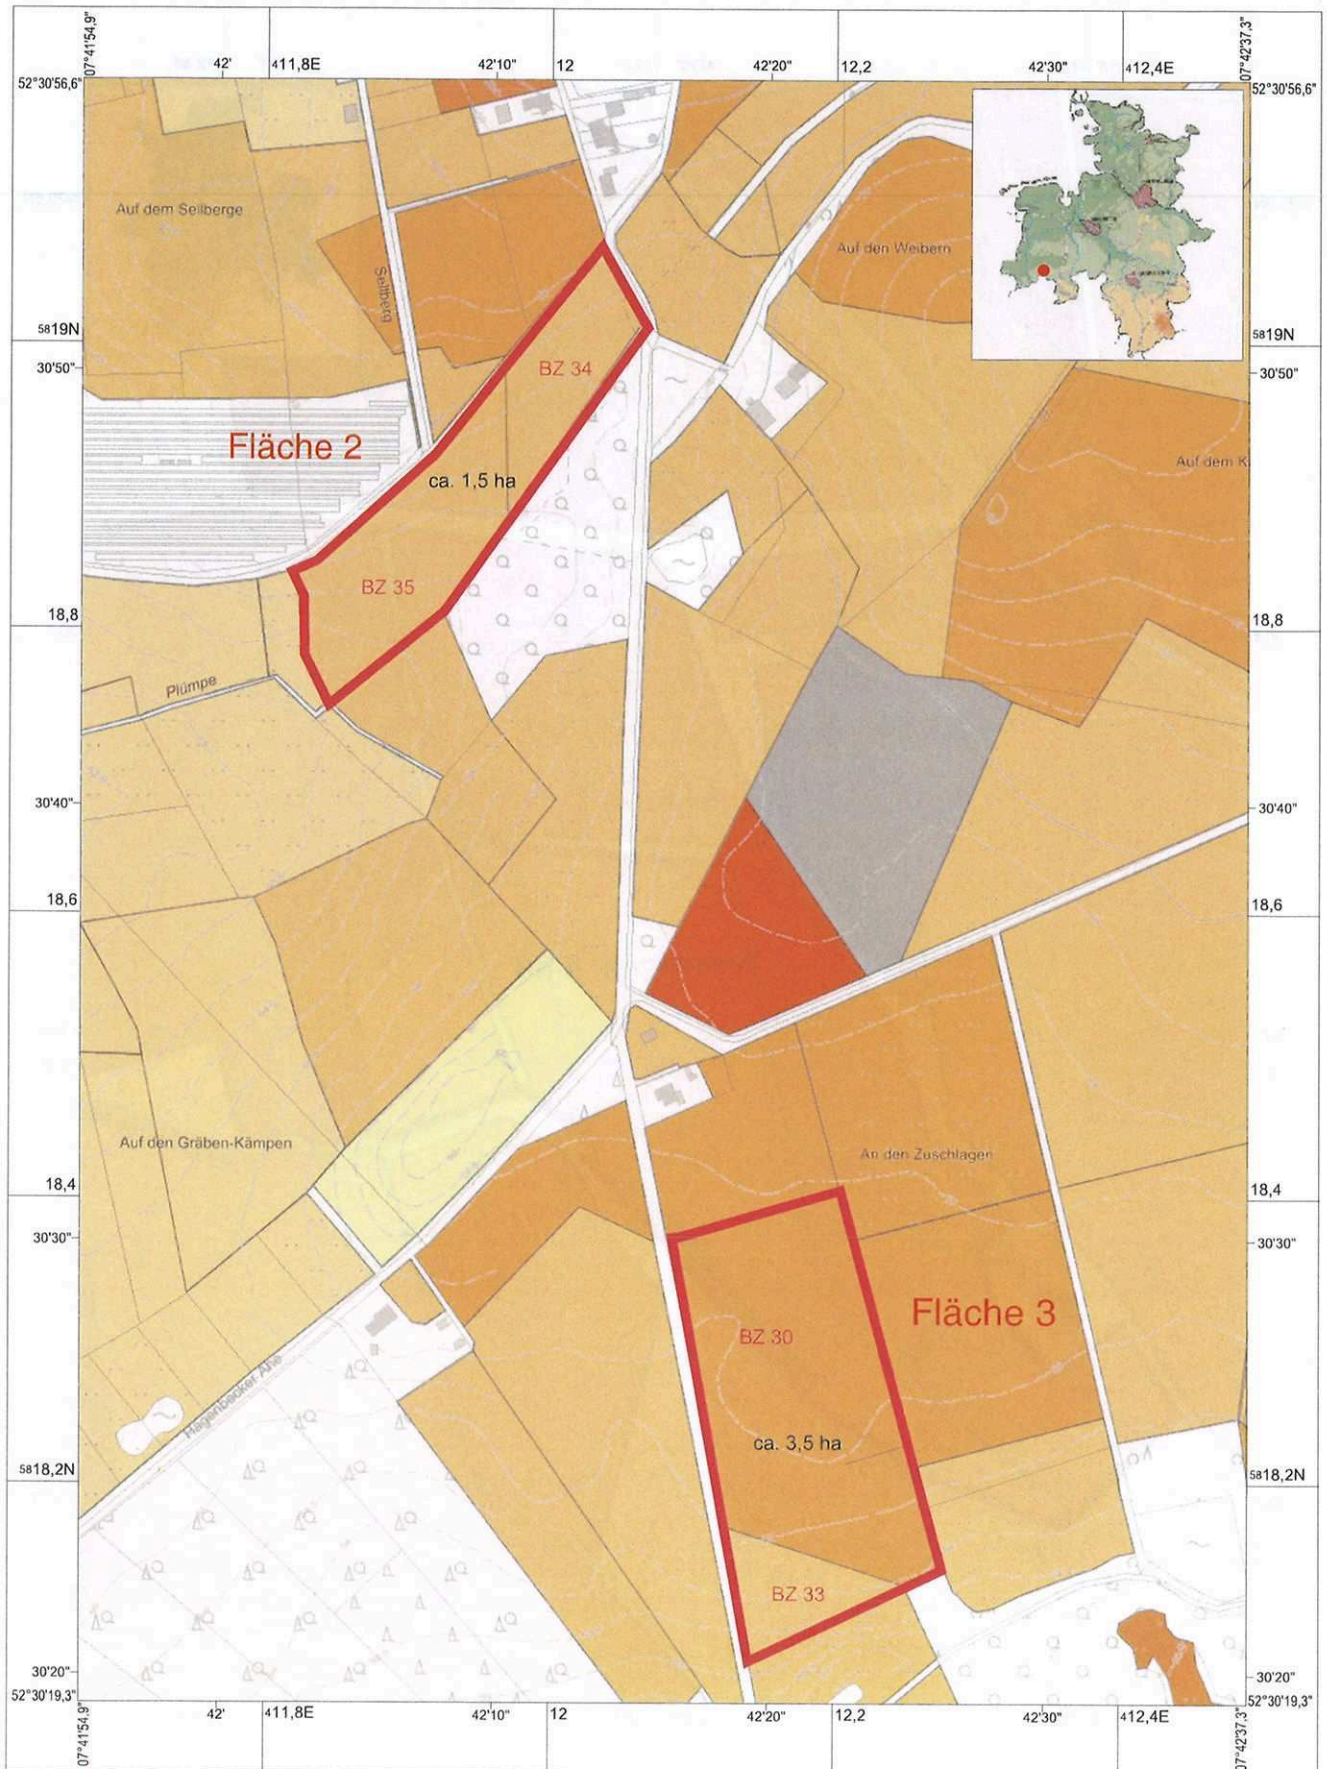 07°41'54,9"
42'
411,8E
42'10"
12
42'20"
12,2
42'30"
412,4E
07°42'37,3"
52°30'56,6"
52°30'56,6"
Auf dem Seilberge
Auf den Weibern
Seilberg
5819N
5819N
30'50"
BZ 34
30'50"
Fläche 2
Auf dem K
ca. 1,5 ha
BZ 35
18,8
18,8
Plümpe
30'40"
30'40"
18,6
18,6
Auf den Gräben-Kämpen
An den Zuschlagen
18,4
18,4
30'30"
30'30"
Fläche 3
BZ 30
Hagenbecker Ahe
ca. 3,5 ha
5818,2N
5818,2N
BZ 33
30'20"
30'20"
52°30'19,3"
52°30'19,3"
07°41'54,9"
42'
411,8E
42'10"
12
42'20"
12,2
42'30"
412,4E
07°42'37,3"